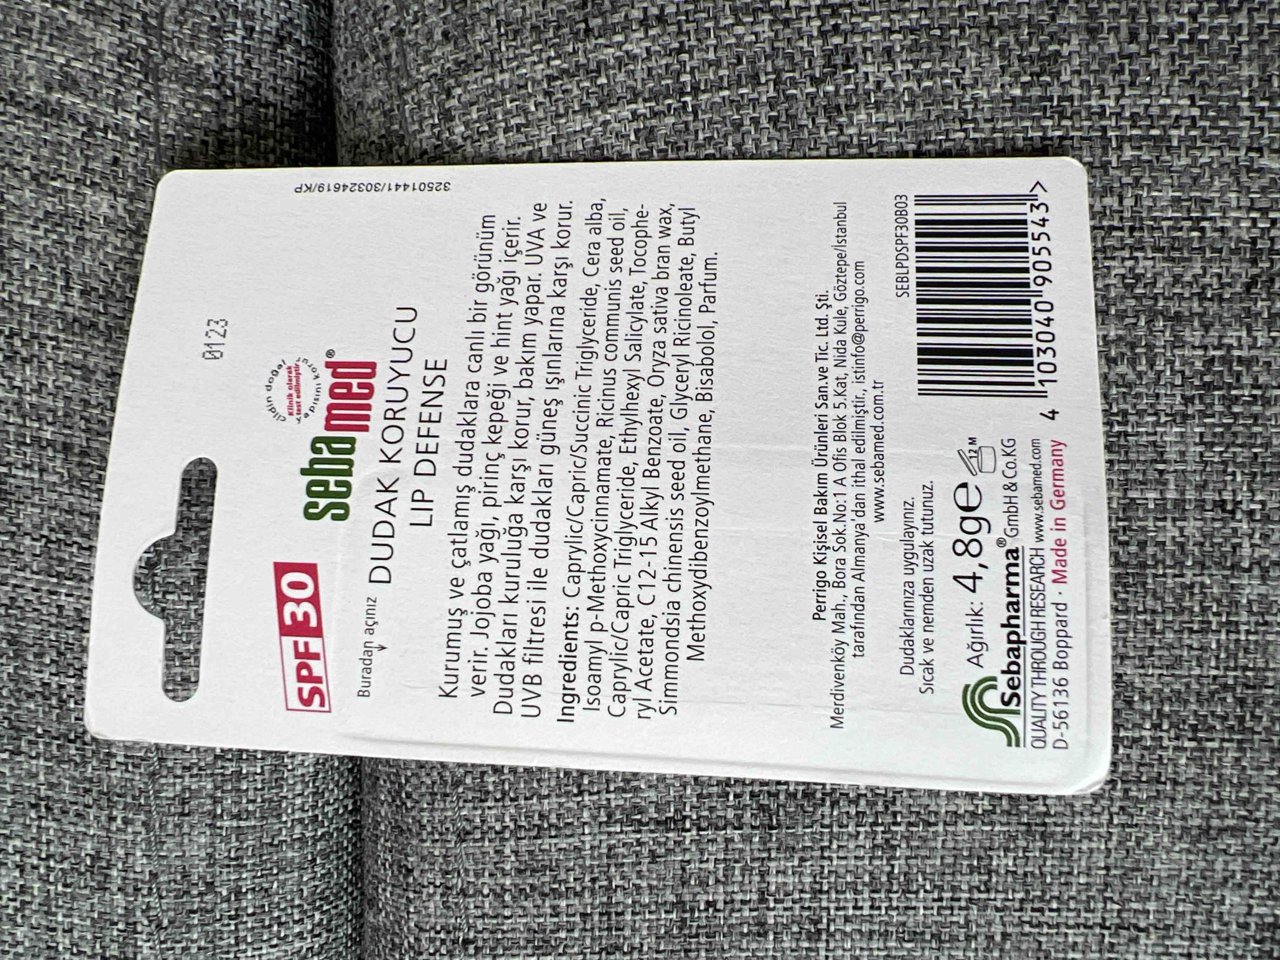 0123
SPF 30
sebamed®
cildin doğal
Klinik olarak
test edilmiştir.
Buradan açınız
DUDAK KORUYUCU
LIP DEFENSE
Kurumuş ve çatlamış dudaklara canlı bir görünüm
verir. Jojoba yağı, pirinç kepeği ve hint yağı içerir.
Dudakları kuruluğa karşı korur, bakım yapar. UVA ve
UVB filtresi ile dudakları güneş ışınlarına karşı korur.
Ingredients: Caprylic/Capric/Succinic Triglyceride, Cera alba,
Isoamyl p-Methoxycinnamate, Ricinus communis seed oil,
Caprylic/Capric Triglyceride, Ethylhexyl Salicylate, Tocophe-
ryl Acetate, C12-15 Alkyl Benzoate, Oryza sativa bran wax,
Simmondsia chinensis seed oil, Glyceryl Ricinoleate, Butyl
Methoxydibenzoylmethane, Bisabolol, Parfum.
32501441/30324619/KP
Perrigo Kişisel Bakım Ürünleri San.ve Tic. Ltd. Şti.
Merdivenköy Mah., Bora Sok.No:1 A Ofis Blok 5.Kat, Nida Kule, Göztepe/İstanbul
tarafından Almanya'dan ithal edilmiştir., istinfo@perrigo.com
www.sebamed.com.tr
Dudaklarınıza uygulayınız.
Sıcak ve nemden uzak tutunuz.
Ağırlık: 4,8g e
12 M
Sebapharma® GmbH & Co.KG
QUALITY THROUGH RESEARCH www.sebamed.com
D-56136 Boppard · Made in Germany
SEBLPDSPF30B03
4 103040 905543 >